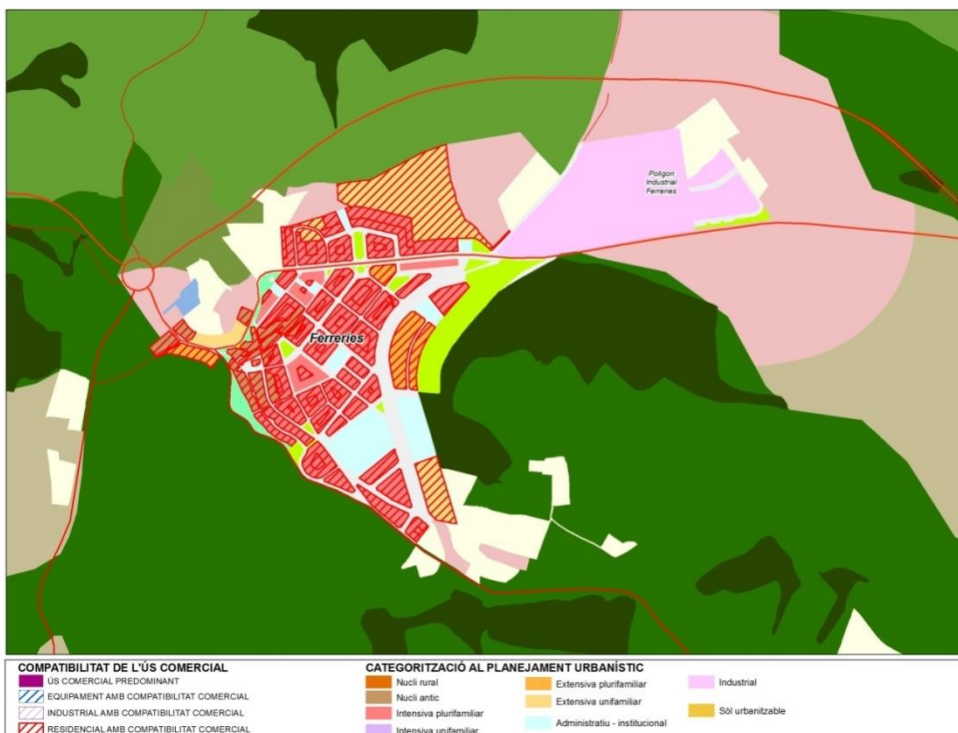 Polígon
Industrial
Ferreries
Ferreries
COMPATIBILITAT DE L'ÚS COMERCIAL
ÚS COMERCIAL PREDOMINANT
EQUIPAMENT AMB COMPATIBILITAT COMERCIAL
INDUSTRIAL AMB COMPATIBILITAT COMERCIAL
RESIDENCIAL AMB COMPATIBILITAT COMERCIAL
CATEGORITZACIÓ AL PLANEJAMENT URBANÍSTIC
Nucli rural
Nucli antic
Intensiva plurifamiliar
Intensiva unifamiliar
Extensiva plurifamiliar
Extensiva unifamiliar
Administratiu - institucional
Industrial
Sòl urbanitzable